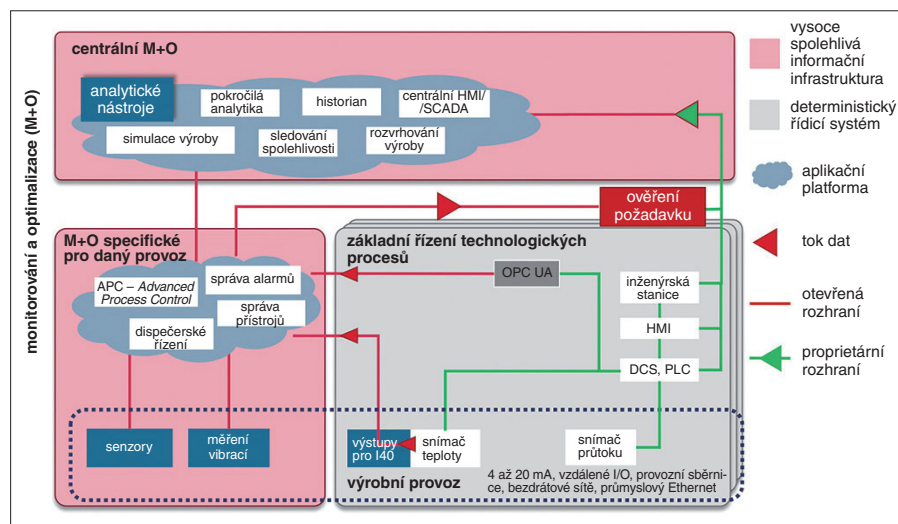 monitorování a optimalizace (M+O)
centrální M+O
analytické
nástroje
pokročilá
analytika
historian
centrální HMI/
/SCADA
simulace výroby
sledování
spolehlivosti
rozvrhování
výroby
vysoce
spolehlivá
informační
infrastruktura
deterministický
řídicí systém
aplikační
platforma
tok dat
otevřená
rozhraní
proprietární
rozhraní
ověření
požadavku
M+O specifické
pro daný provoz
APC – Advanced
Process Control
správa alarmů
správa
přístrojů
dispečerské
řízení
senzory
měření
vibrací
základní řízení technologických
procesů
OPC UA
inženýrská
stanice
HMI
DCS, PLC
výstupy
pro I40
snímač
teploty
snímač
průtoku
výrobní provoz
4 až 20 mA, vzdálené I/O, provozní sběrni-
ce, bezdrátové sítě, průmyslový Ethernet